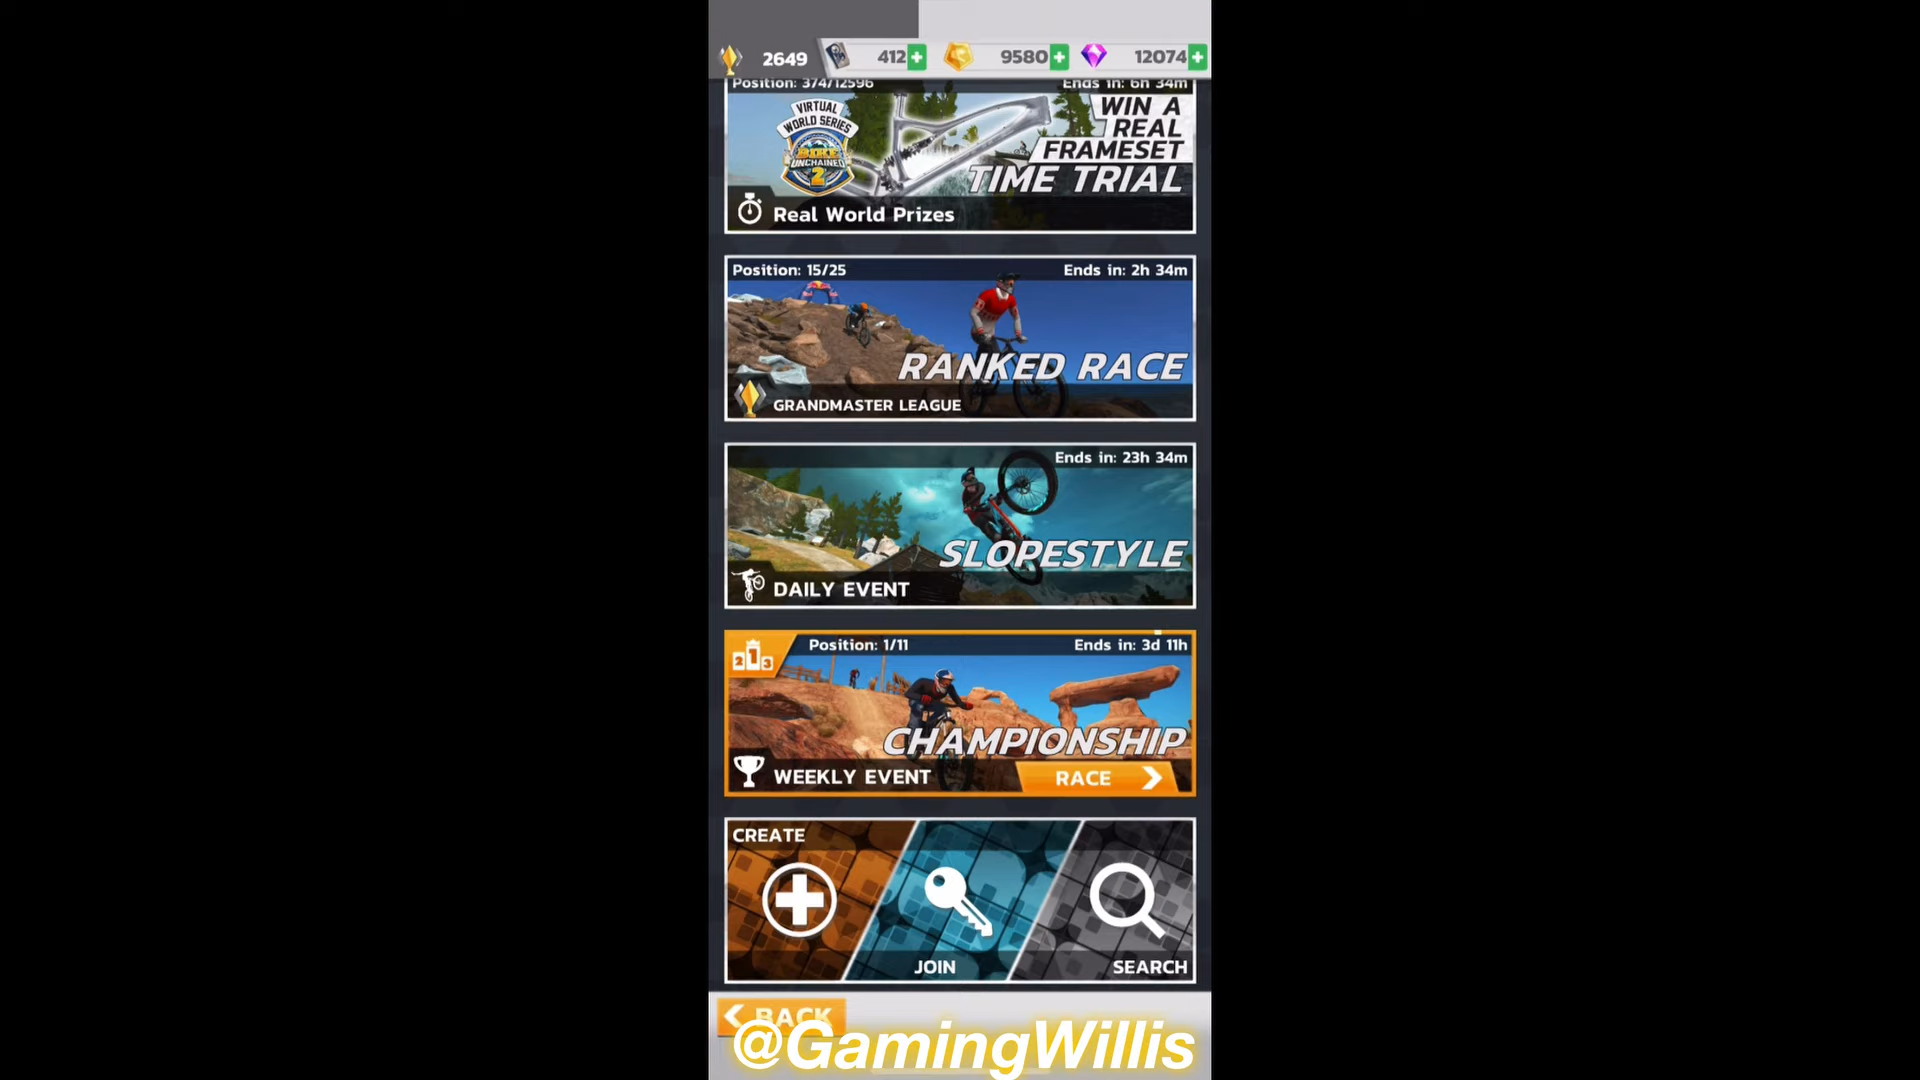 2649
412
9580
12074
Position: 374/12596
Ends in: 6h 34m
VIRTUAL
WORLD SERIES
BIKE
UNCHAINED
2
WIN A
REAL
FRAMESET
TIME TRIAL
Real World Prizes
Position: 15/25
Ends in: 2h 34m
RANKED RACE
GRANDMASTER LEAGUE
Ends in: 23h 34m
SLOPESTYLE
DAILY EVENT
2 1 3
Position: 1/11
Ends in: 3d 11h
CHAMPIONSHIP
WEEKLY EVENT
RACE
CREATE
JOIN
SEARCH
BACK
@GamingWillis